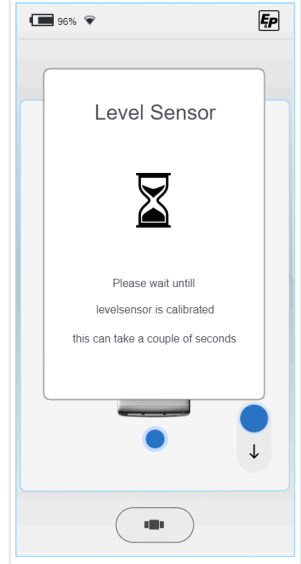 96%
EP
Level Sensor
Please wait untill
levelsensor is calibrated
this can take a couple of seconds